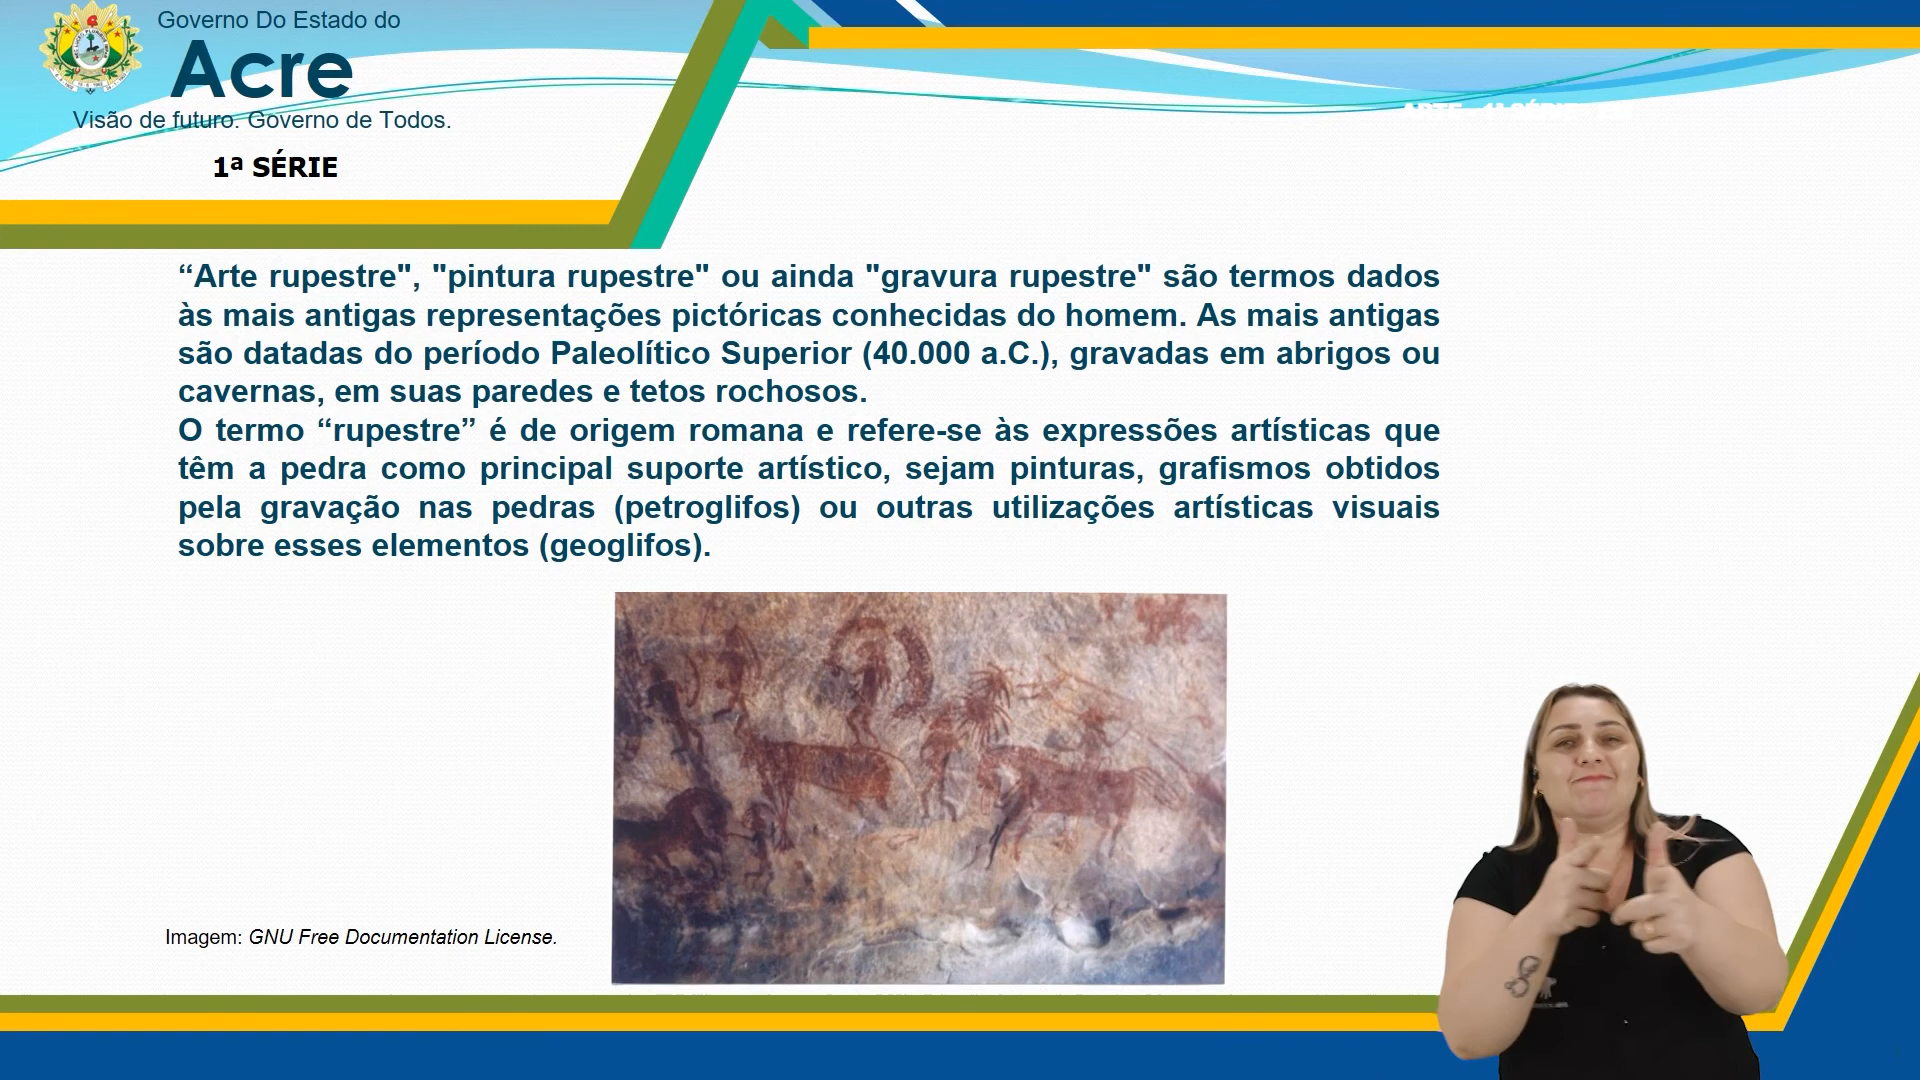 Governo Do Estado do
Acre
Visão de futuro. Governo de Todos.
1ª SÉRIE
ARTE - 1ª SÉRIE
“Arte rupestre", "pintura rupestre" ou ainda "gravura rupestre" são termos dados
às mais antigas representações pictóricas conhecidas do homem. As mais antigas
são datadas do período Paleolítico Superior (40.000 a.C.), gravadas em abrigos ou
cavernas, em suas paredes e tetos rochosos.
O termo “rupestre” é de origem romana e refere-se às expressões artísticas que
têm a pedra como principal suporte artístico, sejam pinturas, grafismos obtidos
pela gravação nas pedras (petroglifos) ou outras utilizações artísticas visuais
sobre esses elementos (geoglifos).
Imagem: GNU Free Documentation License.